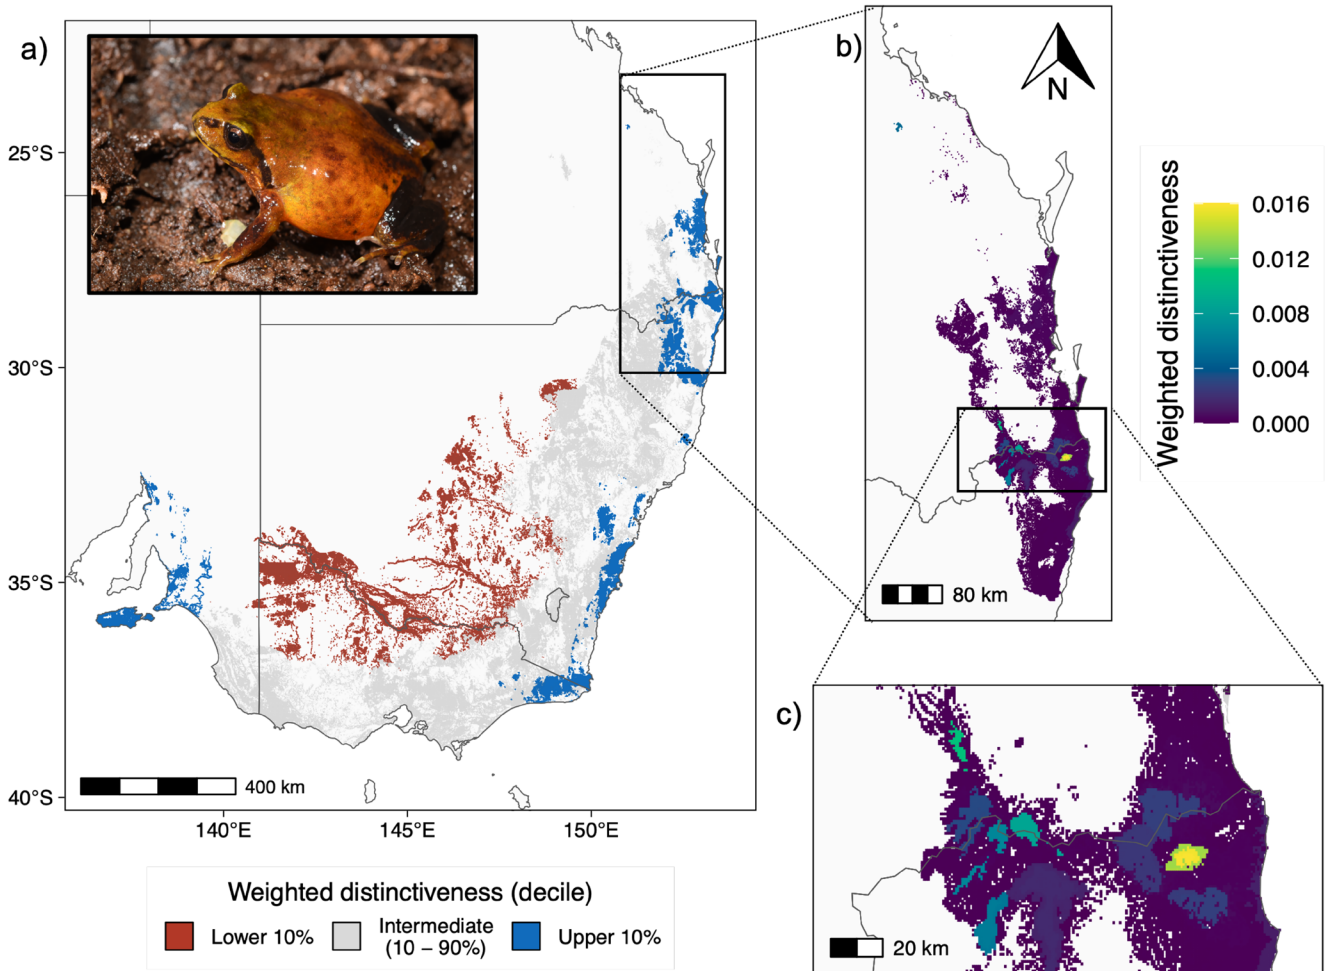 a)
25°S
30°S
35°S
40°S
400 km
140°E
145°E
150°E
Weighted distinctiveness (decile)
Lower 10%
Intermediate
(10 – 90%)
Upper 10%
b)
N
80 km
Weighted distinctiveness
0.016
0.012
0.008
0.004
0.000
c)
20 km